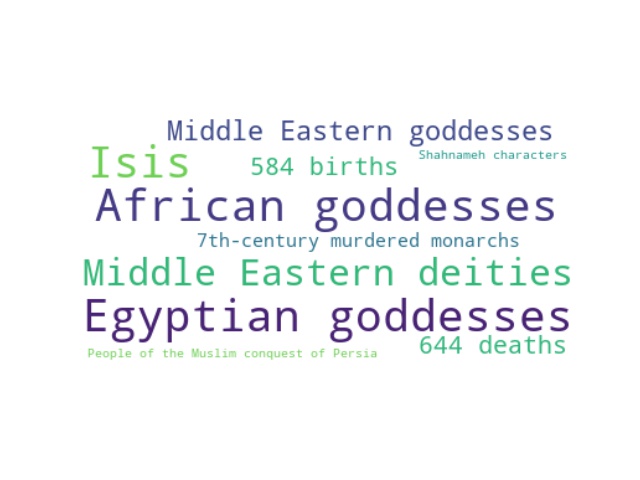 Middle Eastern goddesses
Isis 584 births Shahnameh characters
African goddesses
7th-century murdered monarchs
Middle Eastern deities
Egyptian goddesses
People of the Muslim conquest of Persia 644 deaths